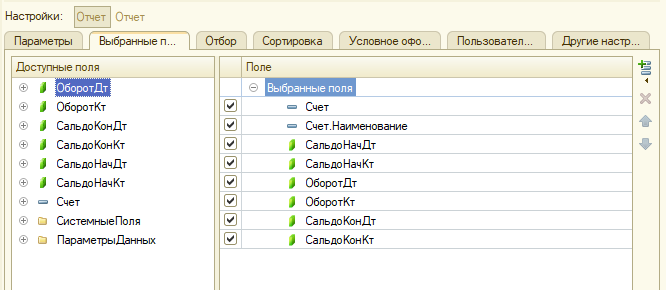 Настройки: Отчет Отчет
Параметры Выбранные п... Отбор Сортировка Условное офо... Пользовател... Другие настр...
Доступные поля
ОборотДт
ОборотКт
СальдоКонДт
СальдоКонКт
СальдоНачДт
СальдоНачКт
Счет
СистемныеПоля
ПараметрыДанных
Поле
Выбранные поля
Счет
Счет.Наименование
СальдоНачДт
СальдоНачКт
ОборотДт
ОборотКт
СальдоКонДт
СальдоКонКт